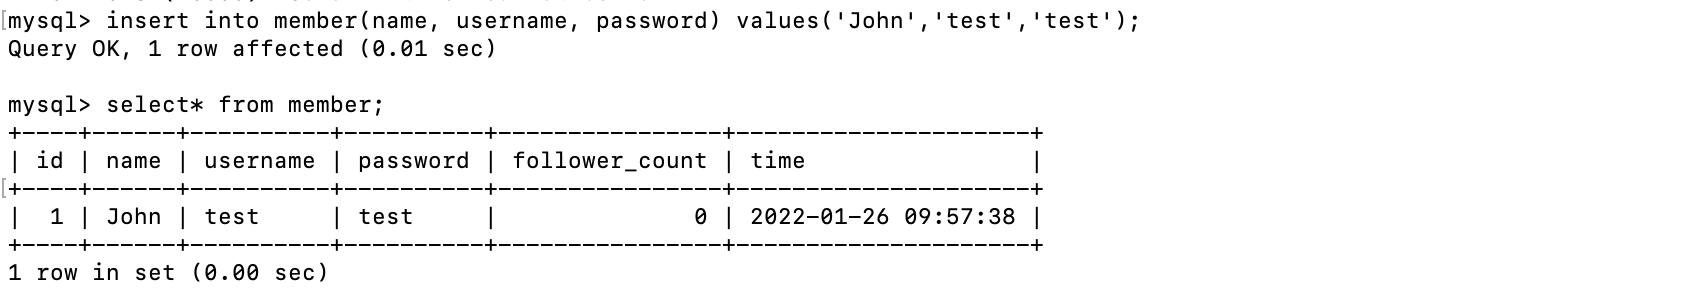 mysql> insert into member(name, username, password) values('John','test','test');
Query OK, 1 row affected (0.01 sec)
mysql> select* from member;
+----+------+----------+----------+----------------+---------------------+
| id | name | username | password | follower_count | time                |
+----+------+----------+----------+----------------+---------------------+
|  1 | John | test     | test     |              0 | 2022-01-26 09:57:38 |
+----+------+----------+----------+----------------+---------------------+
1 row in set (0.00 sec)